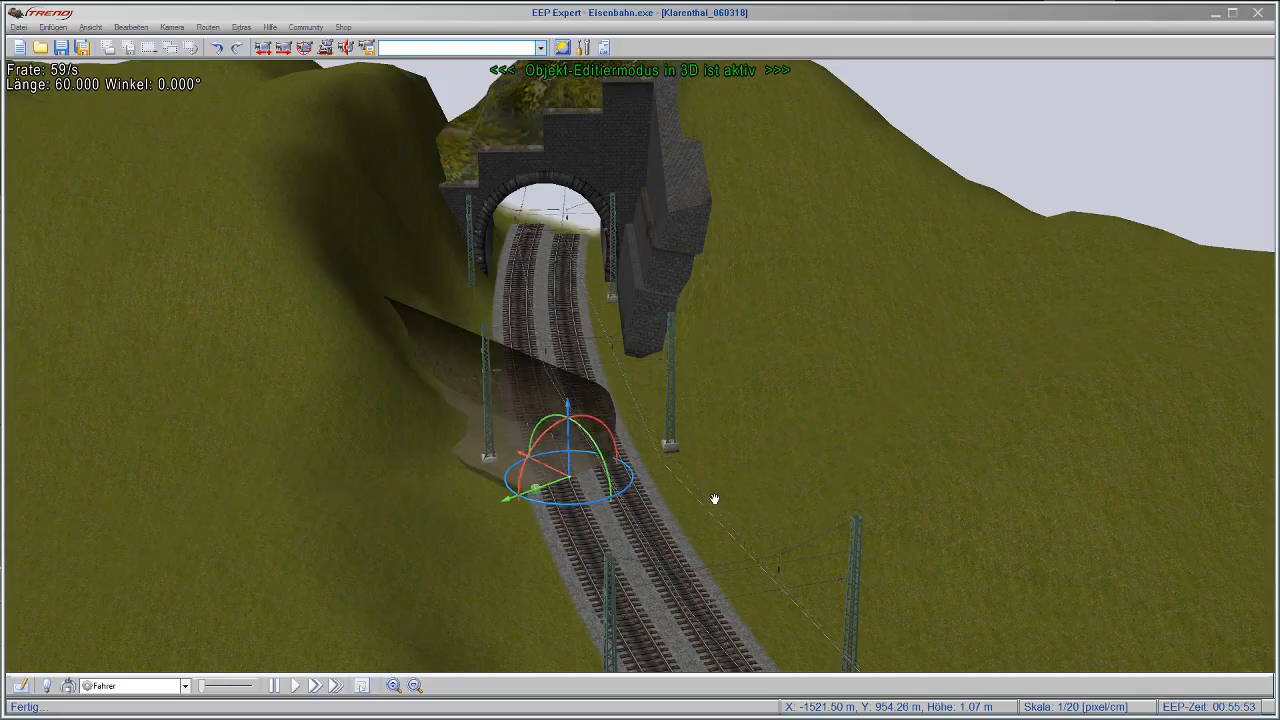 TREND
EEP Expert - Eisenbahn.exe - [Klarenthal_060318]
Datei Einfügen Ansicht Bearbeiten Kamera Routen Extras Hilfe Community Shop
Frate: 59/s
<<< Objekt-Editiermodus in 3D ist aktiv >>>
Länge: 60.000 Winkel: 0.000°
Fahrer
Fertig...
X: -1521.50 m, Y: 954.26 m, Höhe: 1.07 m
Skala: 1/20 [pixel/cm]
EEP-Zeit: 00:55:53